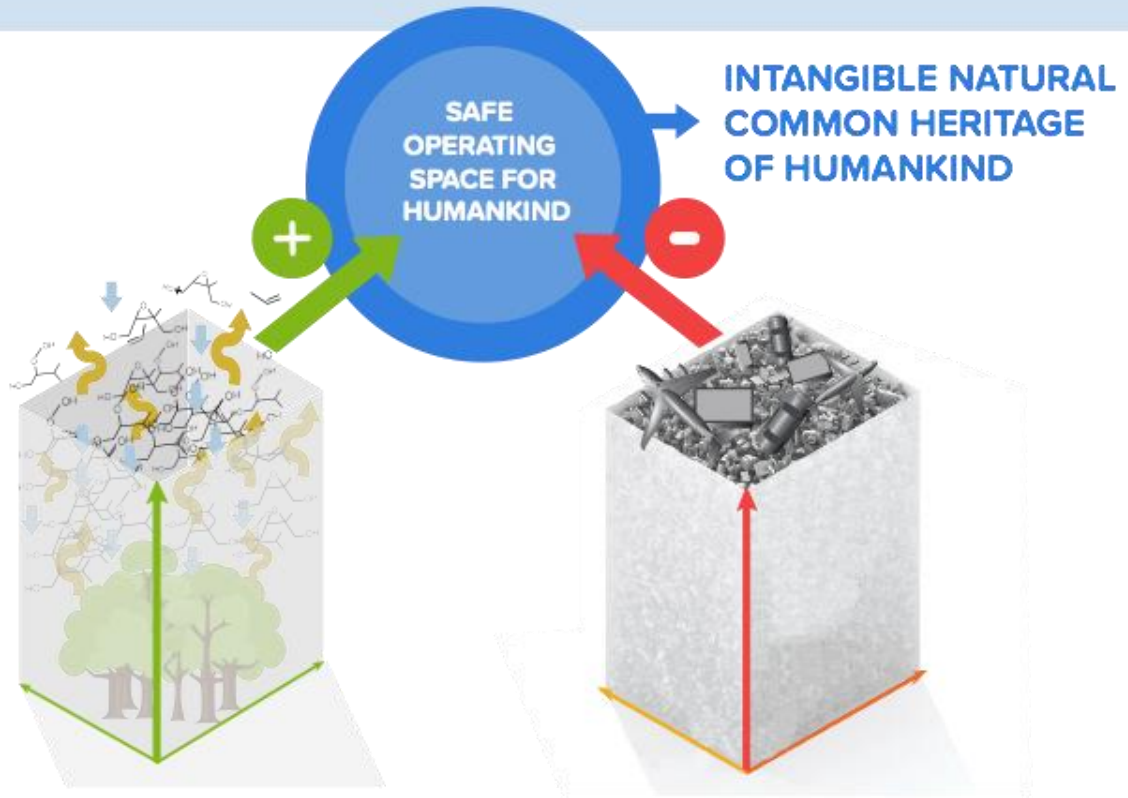 SAFE
OPERATING
SPACE FOR
HUMANKIND
INTANGIBLE NATURAL
COMMON HERITAGE
OF HUMANKIND
+
-